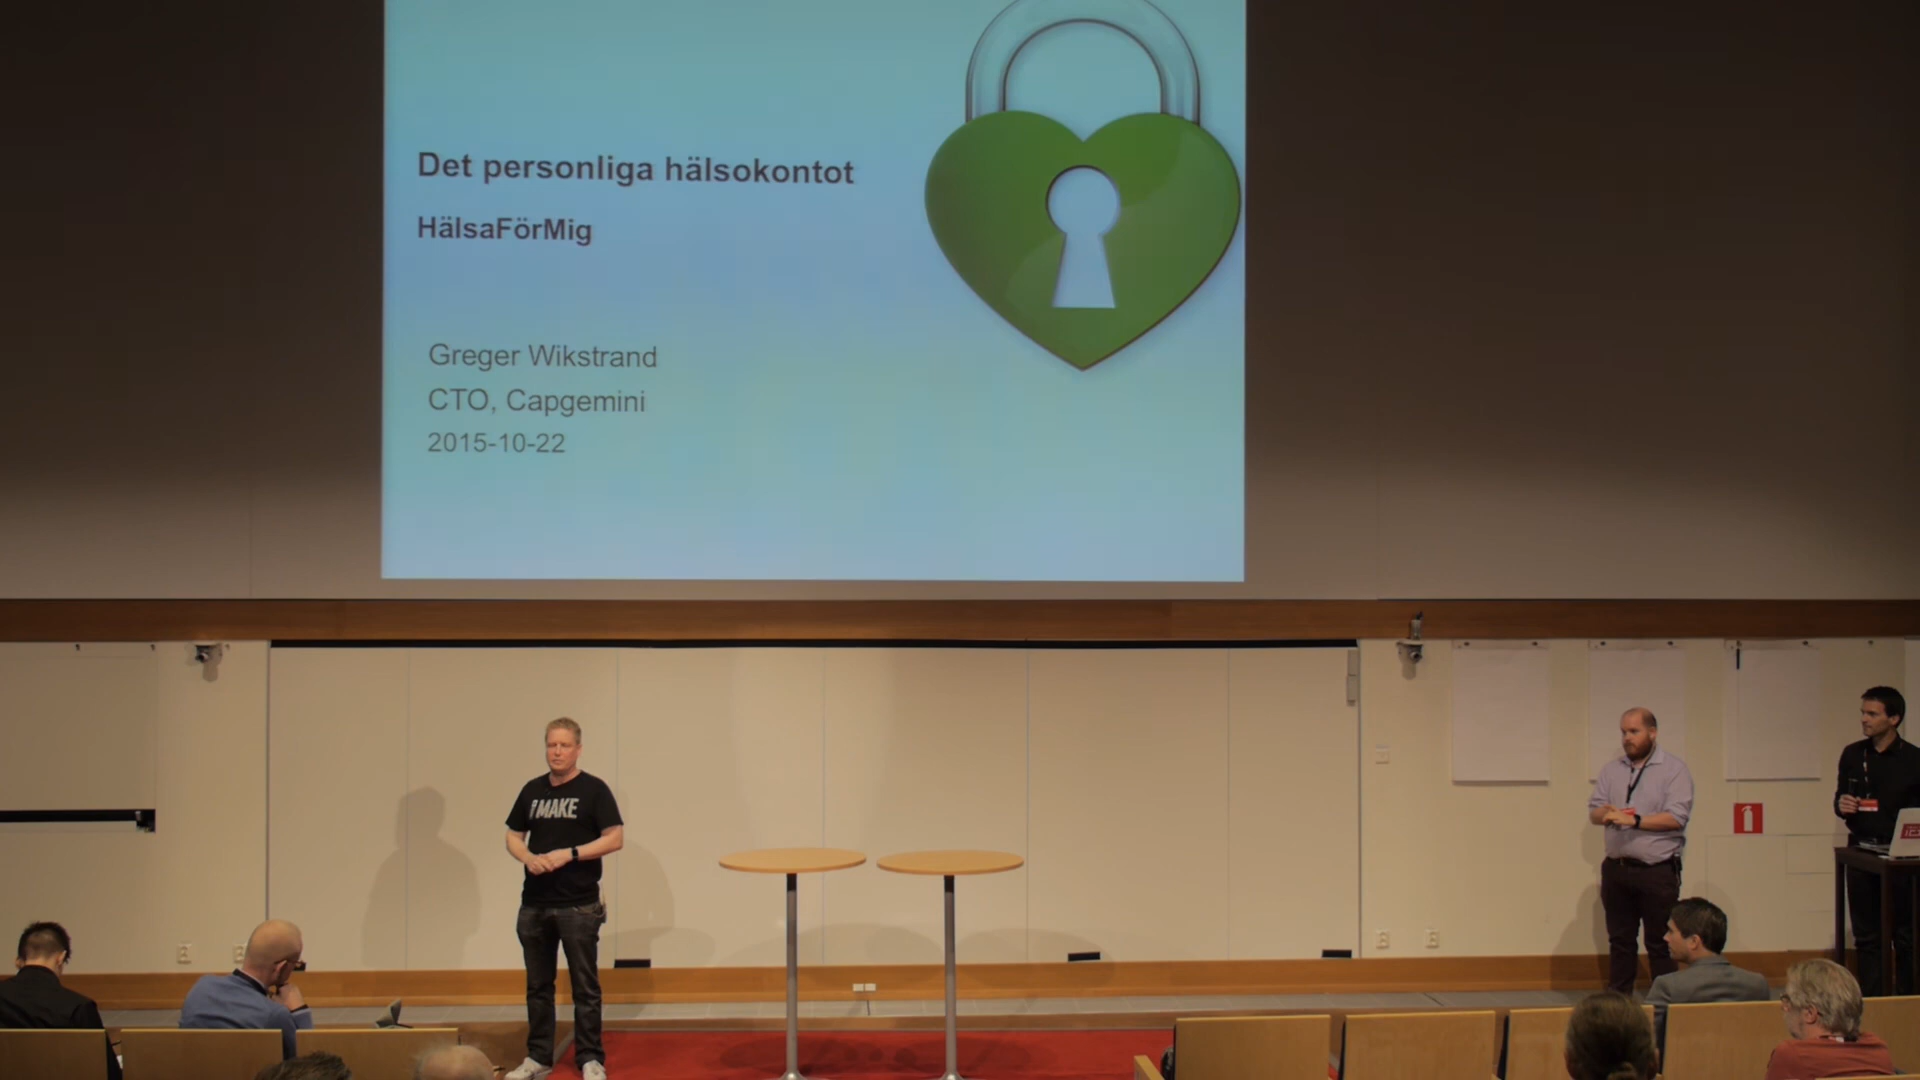 Det personliga hälsokontot
HälsaFörMig
Greger Wikstrand
CTO, Capgemini
2015-10-22
MAKE